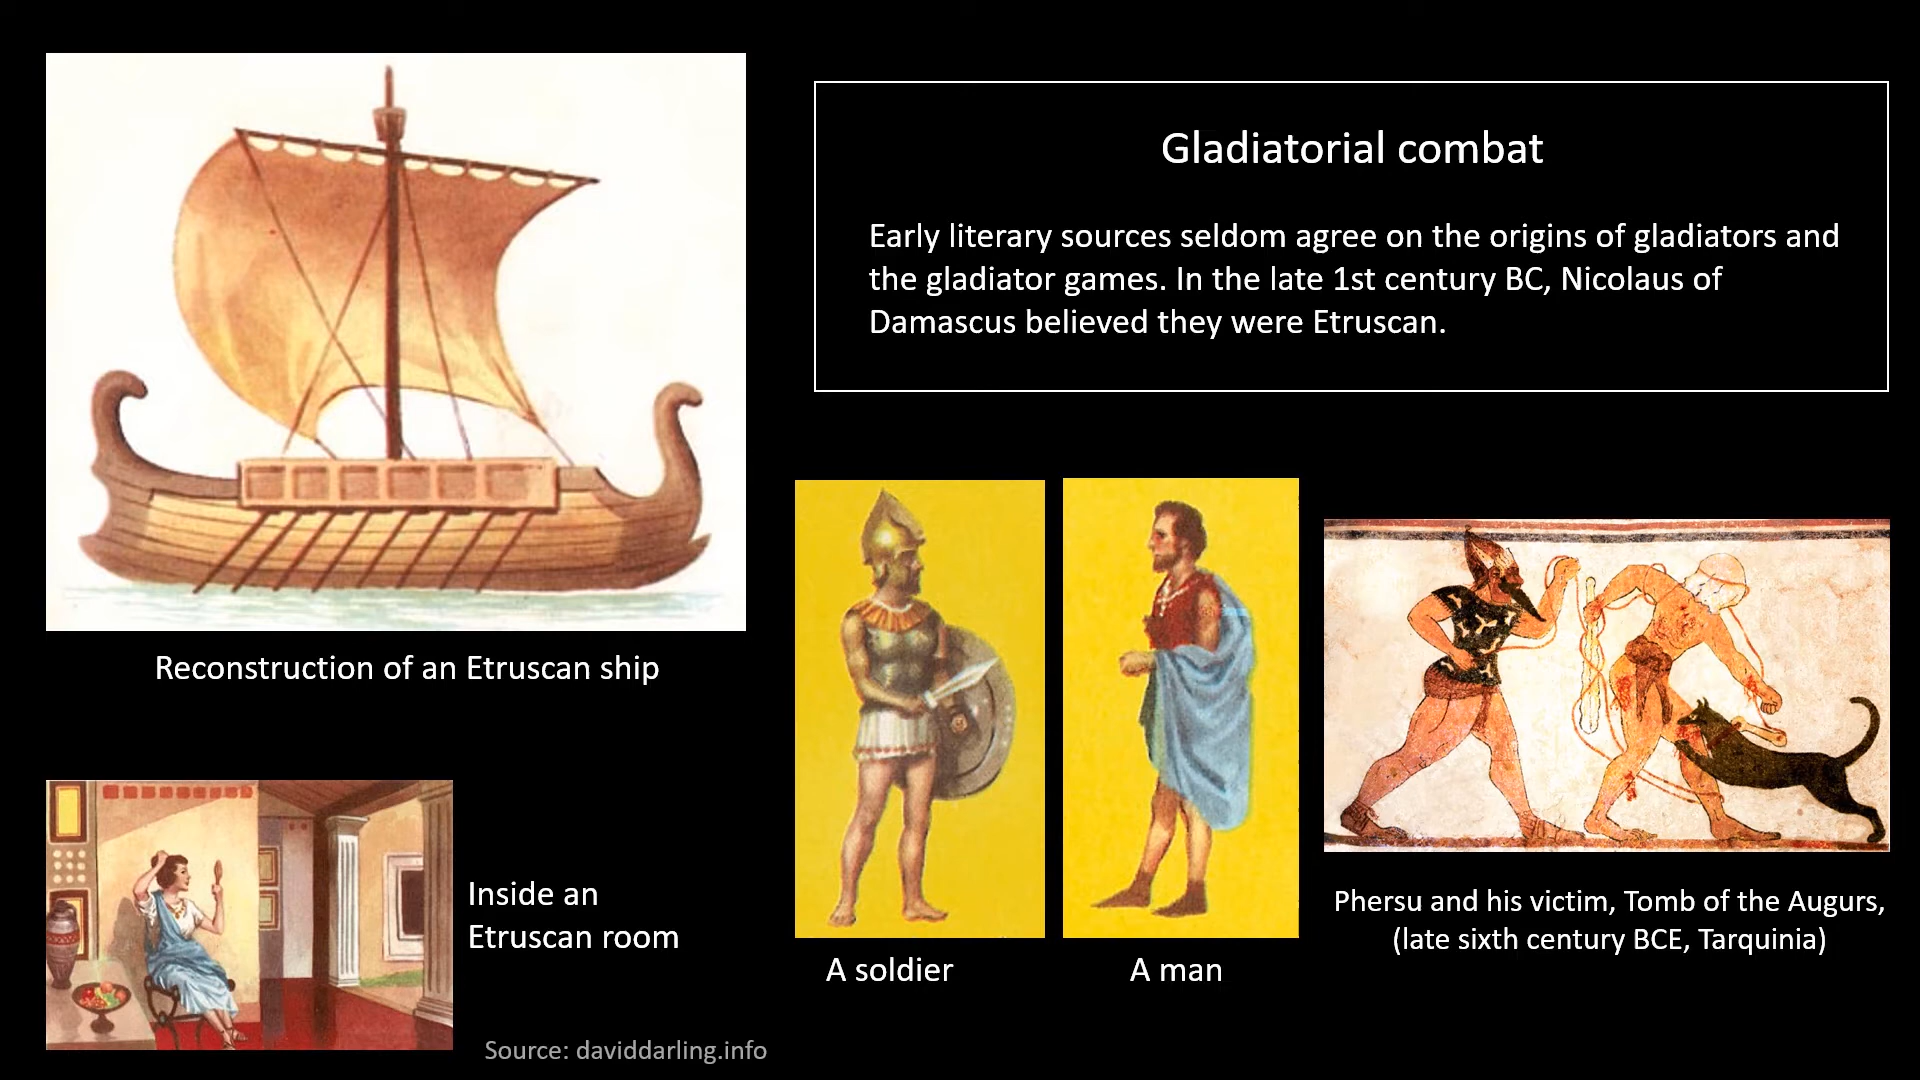 Gladiatorial combat
Early literary sources seldom agree on the origins of gladiators and
the gladiator games. In the late 1st century BC, Nicolaus of
Damascus believed they were Etruscan.
Reconstruction of an Etruscan ship
Inside an
Etruscan room
A soldier
A man
Phersu and his victim, Tomb of the Augurs,
(late sixth century BCE, Tarquinia)
Source: daviddarling.info